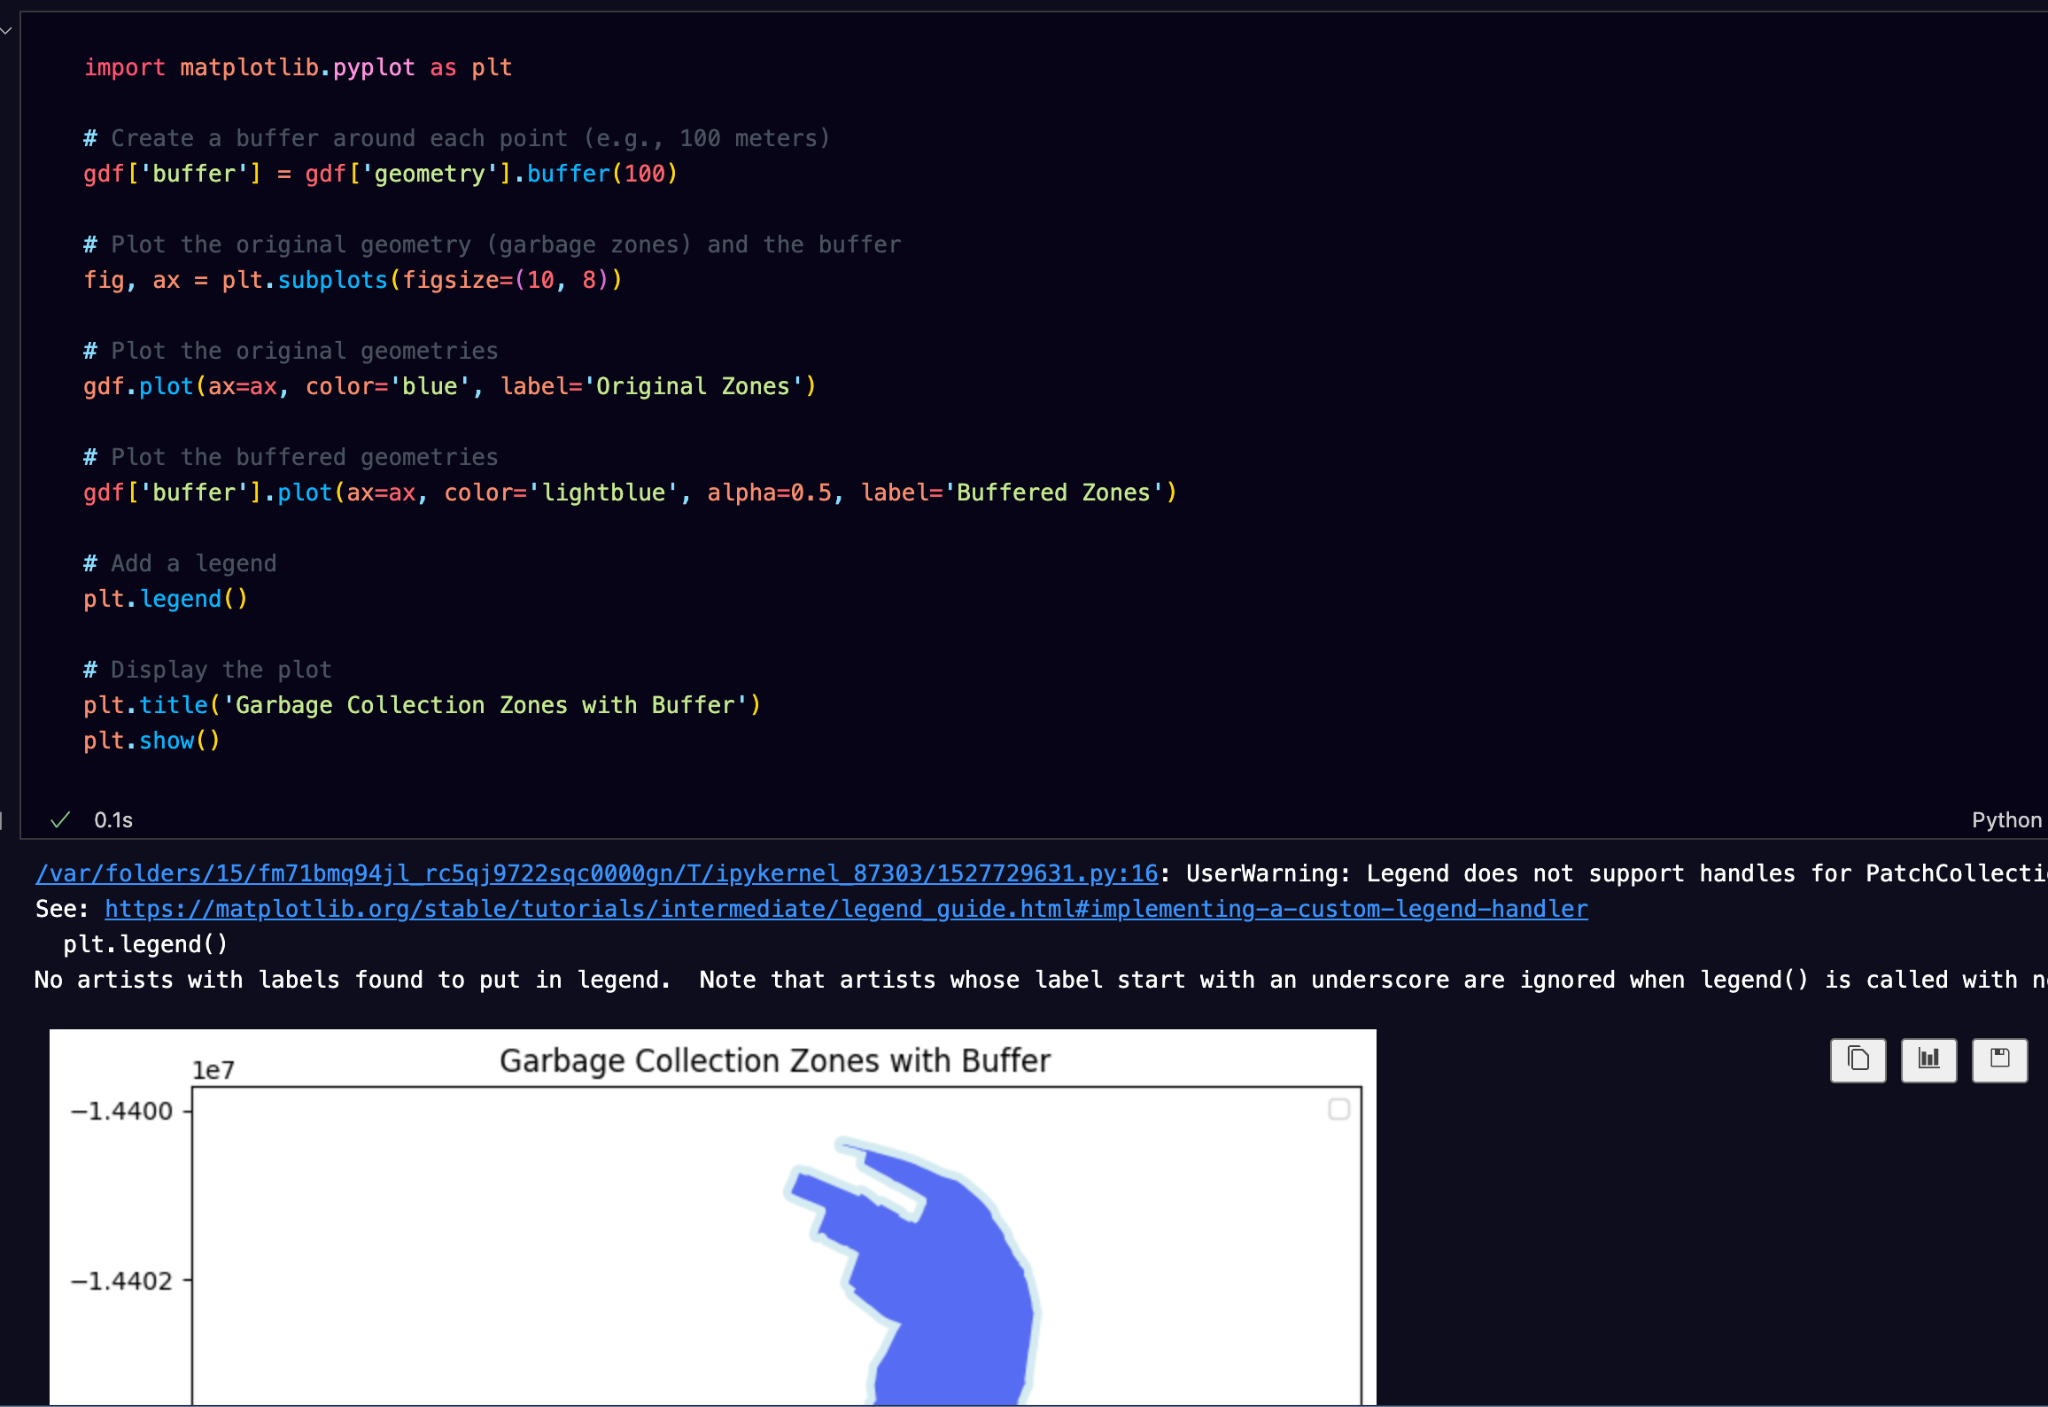 import matplotlib.pyplot as plt
# Create a buffer around each point (e.g., 100 meters)
gdf['buffer'] = gdf['geometry'].buffer(100)
# Plot the original geometry (garbage zones) and the buffer
fig, ax = plt.subplots(figsize=(10, 8))
# Plot the original geometries
gdf.plot(ax=ax, color='blue', label='Original Zones')
# Plot the buffered geometries
gdf['buffer'].plot(ax=ax, color='lightblue', alpha=0.5, label='Buffered Zones')
# Add a legend
plt.legend()
# Display the plot
plt.title('Garbage Collection Zones with Buffer')
plt.show()
0.1s
Python
/var/folders/15/fm71bmq94jl_rc5qj9722sqc0000gn/T/ipykernel_87303/1527729631.py:16: UserWarning: Legend does not support handles for PatchCollecti
See: https://matplotlib.org/stable/tutorials/intermediate/legend_guide.html#implementing-a-custom-legend-handler
plt.legend()
No artists with labels found to put in legend.  Note that artists whose label start with an underscore are ignored when legend() is called with n
Garbage Collection Zones with Buffer
1e7
−1.4400
−1.4402